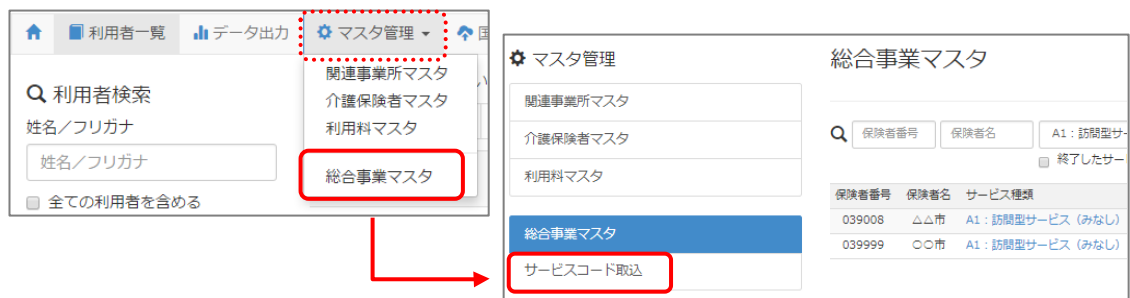 利用者一覧 データ出力 マスタ管理
利用者検索
姓名／フリガナ
姓名／フリガナ
全ての利用者を含める
関連事業所マスタ
介護保険者マスタ
利用料マスタ
総合事業マスタ
マスタ管理
関連事業所マスタ
介護保険者マスタ
利用料マスタ
総合事業マスタ
サービスコード取込
総合事業マスタ
保険者番号 保険者名 A1：訪問型サ
終了したサー
保険者番号 保険者名 サービス種類
039008 △△市 A1：訪問型サービス（みなし）
039999 〇〇市 A1：訪問型サービス（みなし）